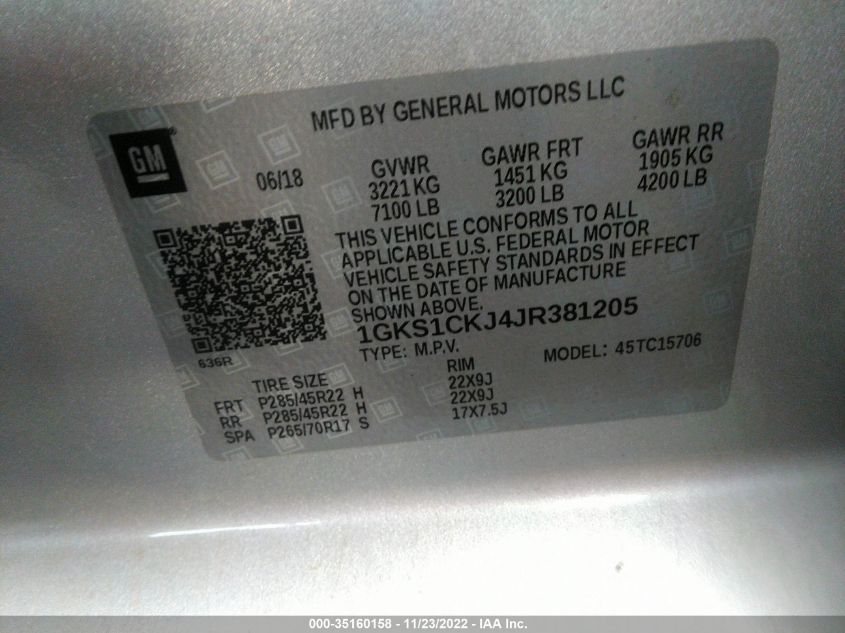 MFD BY GENERAL MOTORS LLC
GM
06/18
GVWR
3221 KG
7100 LB
GAWR FRT
1451 KG
3200 LB
GAWR RR
1905 KG
4200 LB
THIS VEHICLE CONFORMS TO ALL
APPLICABLE U.S. FEDERAL MOTOR
VEHICLE SAFETY STANDARDS IN EFFECT
ON THE DATE OF MANUFACTURE
SHOWN ABOVE.
1GKS1CKJ4JR381205
TYPE: M.P.V.
MODEL: 45TC15706
636R
TIRE SIZE
RIM
FRT P285/45R22 H 22X9J
RR P285/45R22 H 22X9J
SPA P265/70R17 S 17X7.5J
000-35160158 - 11/23/2022 - IAA Inc.